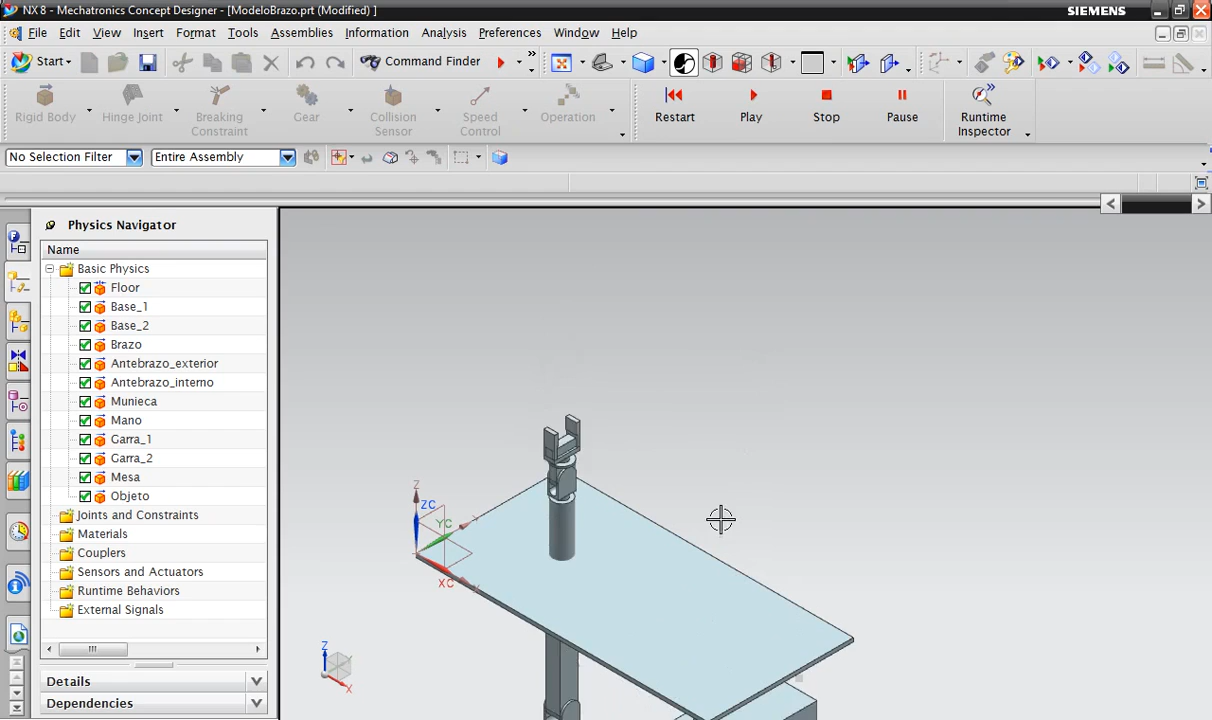 NX 8 - Mechatronics Concept Designer - [ModeloBrazo.prt (Modified) ]
SIEMENS
File Edit View Insert Format Tools Assemblies Information Analysis Preferences Window Help
Start
Command Finder
Rigid Body
Hinge Joint
Breaking Constraint
Gear
Collision Sensor
Speed Control
Operation
Restart
Play
Stop
Pause
Runtime Inspector
No Selection Filter
Entire Assembly
Physics Navigator
Name
Basic Physics
Floor
Base_1
Base_2
Brazo
Antebrazo_exterior
Antebrazo_interno
Munieca
Mano
Garra_1
Garra_2
Mesa
Objeto
Joints and Constraints
Materials
Couplers
Sensors and Actuators
Runtime Behaviors
External Signals
Details
Dependencies
Z
ZC
YC
XC
Z
X